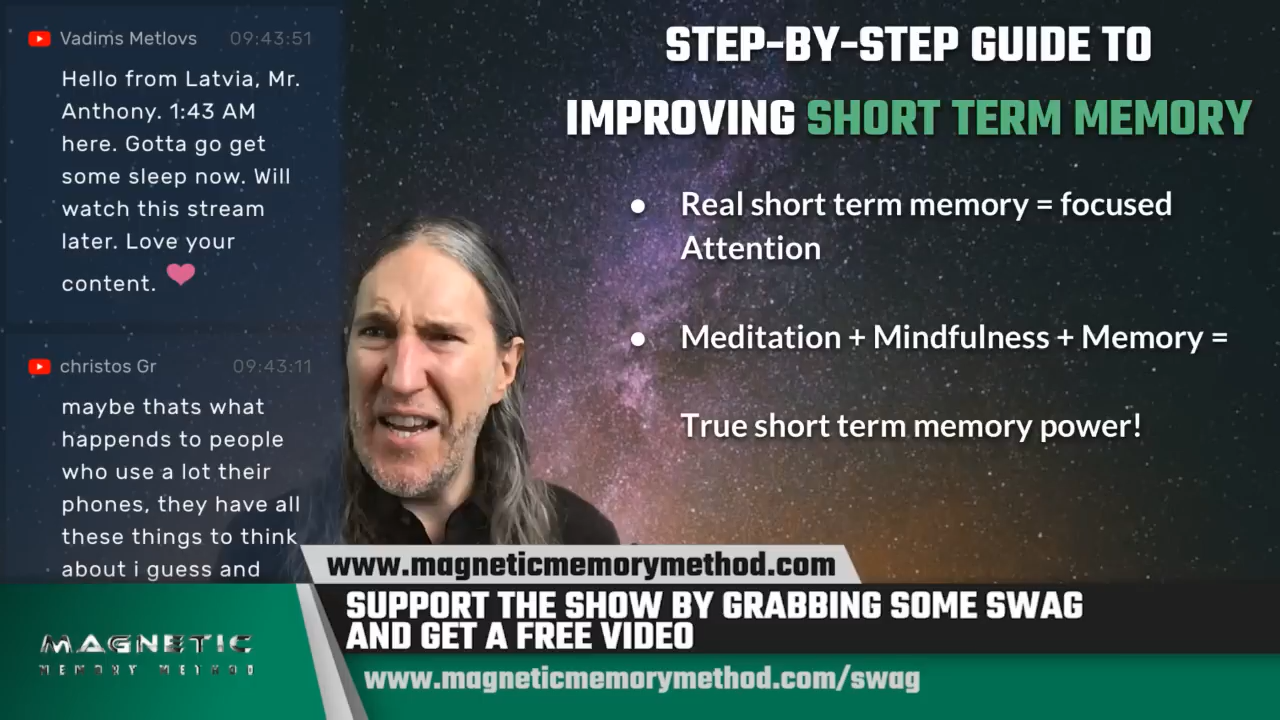 Vadims Metlovs 09:43:51
Hello from Latvia, Mr.
Anthony. 1:43 AM
here. Gotta go get
some sleep now. Will
watch this stream
later. Love your
content. 🩷
christos Gr 09:43:11
maybe thats what
happends to people
who use a lot their
phones, they have all
these things to think
about i guess and
STEP-BY-STEP GUIDE TO
IMPROVING SHORT TERM MEMORY
● Real short term memory = focused
Attention
● Meditation + Mindfulness + Memory =
True short term memory power!
www.magneticmemorymethod.com
SUPPORT THE SHOW BY GRABBING SOME SWAG
AND GET A FREE VIDEO
www.magneticmemorymethod.com/swag
MAGNETIC
MEMORY METHOD